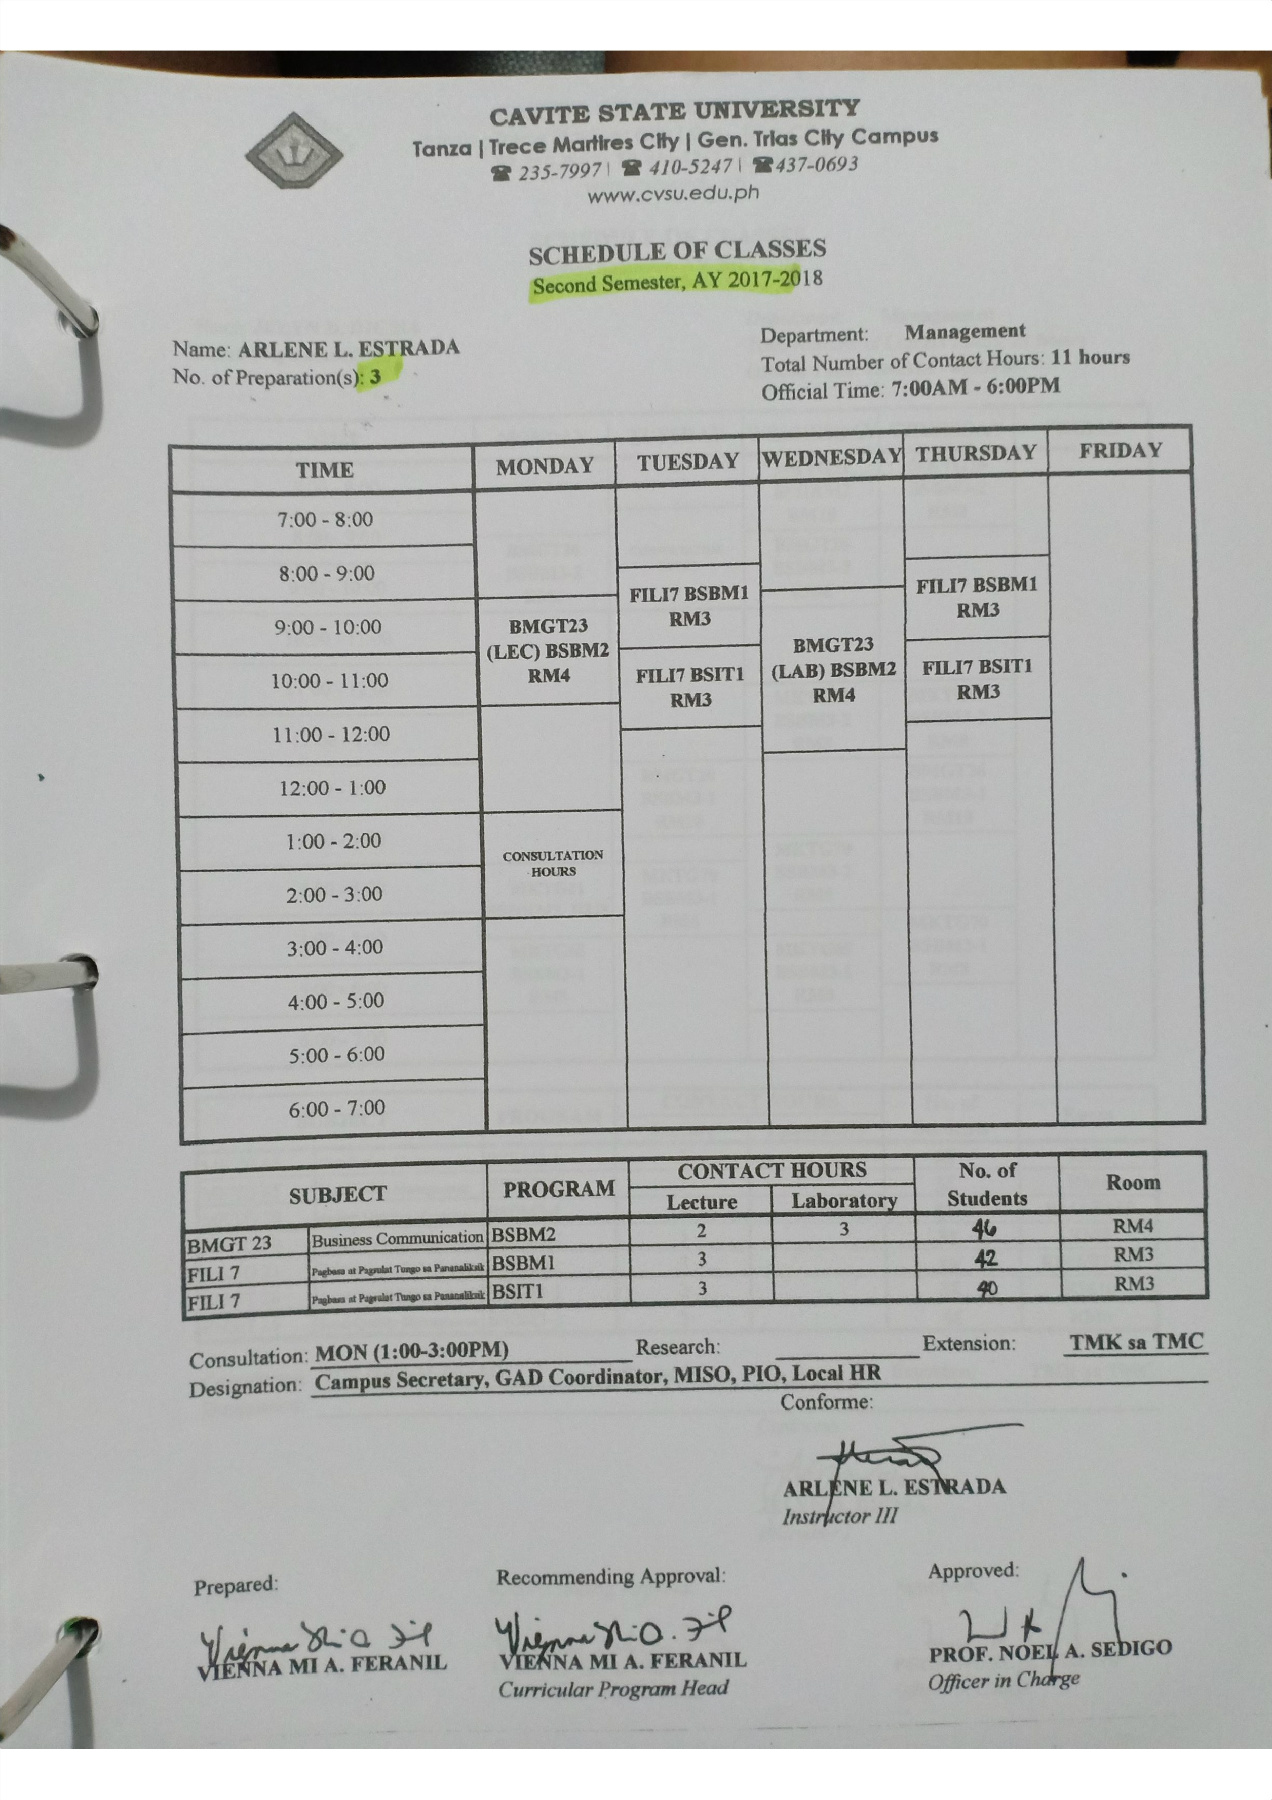 CAVITE STATE UNIVERSITY
Tanza | Trece Martires City | Gen. Trias City Campus
☎ 235-7997| ☎ 410-5247| ☎437-0693
www.cvsu.edu.ph
SCHEDULE OF CLASSES
Second Semester, AY 2017-2018
Name: ARLENE L. ESTRADA
No. of Preparation(s): 3
Department: Management
Total Number of Contact Hours: 11 hours
Official Time: 7:00AM - 6:00PM
TIME MONDAY TUESDAY WEDNESDAY THURSDAY FRIDAY
7:00 - 8:00
8:00 - 9:00
9:00 - 10:00
10:00 - 11:00
11:00 - 12:00
12:00 - 1:00
1:00 - 2:00
2:00 - 3:00
3:00 - 4:00
4:00 - 5:00
5:00 - 6:00
6:00 - 7:00
BMGT23
(LEC) BSBM2
RM4
CONSULTATION
HOURS
FILI7 BSBM1
RM3
FILI7 BSIT1
RM3
BMGT23
(LAB) BSBM2
RM4
FILI7 BSBM1
RM3
FILI7 BSIT1
RM3
SUBJECT PROGRAM CONTACT HOURS No. of Students Room
Lecture Laboratory
BMGT 23 Business Communication BSBM2 2 3 46 RM4
FILI 7 Pagbasa at Pagsulat Tungo sa Pananaliksik BSBM1 3 42 RM3
FILI 7 Pagbasa at Pagsulat Tungo sa Pananaliksik BSIT1 3 40 RM3
Consultation: MON (1:00-3:00PM) Research: Extension: TMK sa TMC
Designation: Campus Secretary, GAD Coordinator, MISO, PIO, Local HR
Conforme:
ARLENE L. ESTRADA
Instructor III
Prepared:
VIENNA MI A. FERANIL
Recommending Approval:
VIENNA MI A. FERANIL
Curricular Program Head
Approved:
PROF. NOEL A. SEDIGO
Officer in Charge